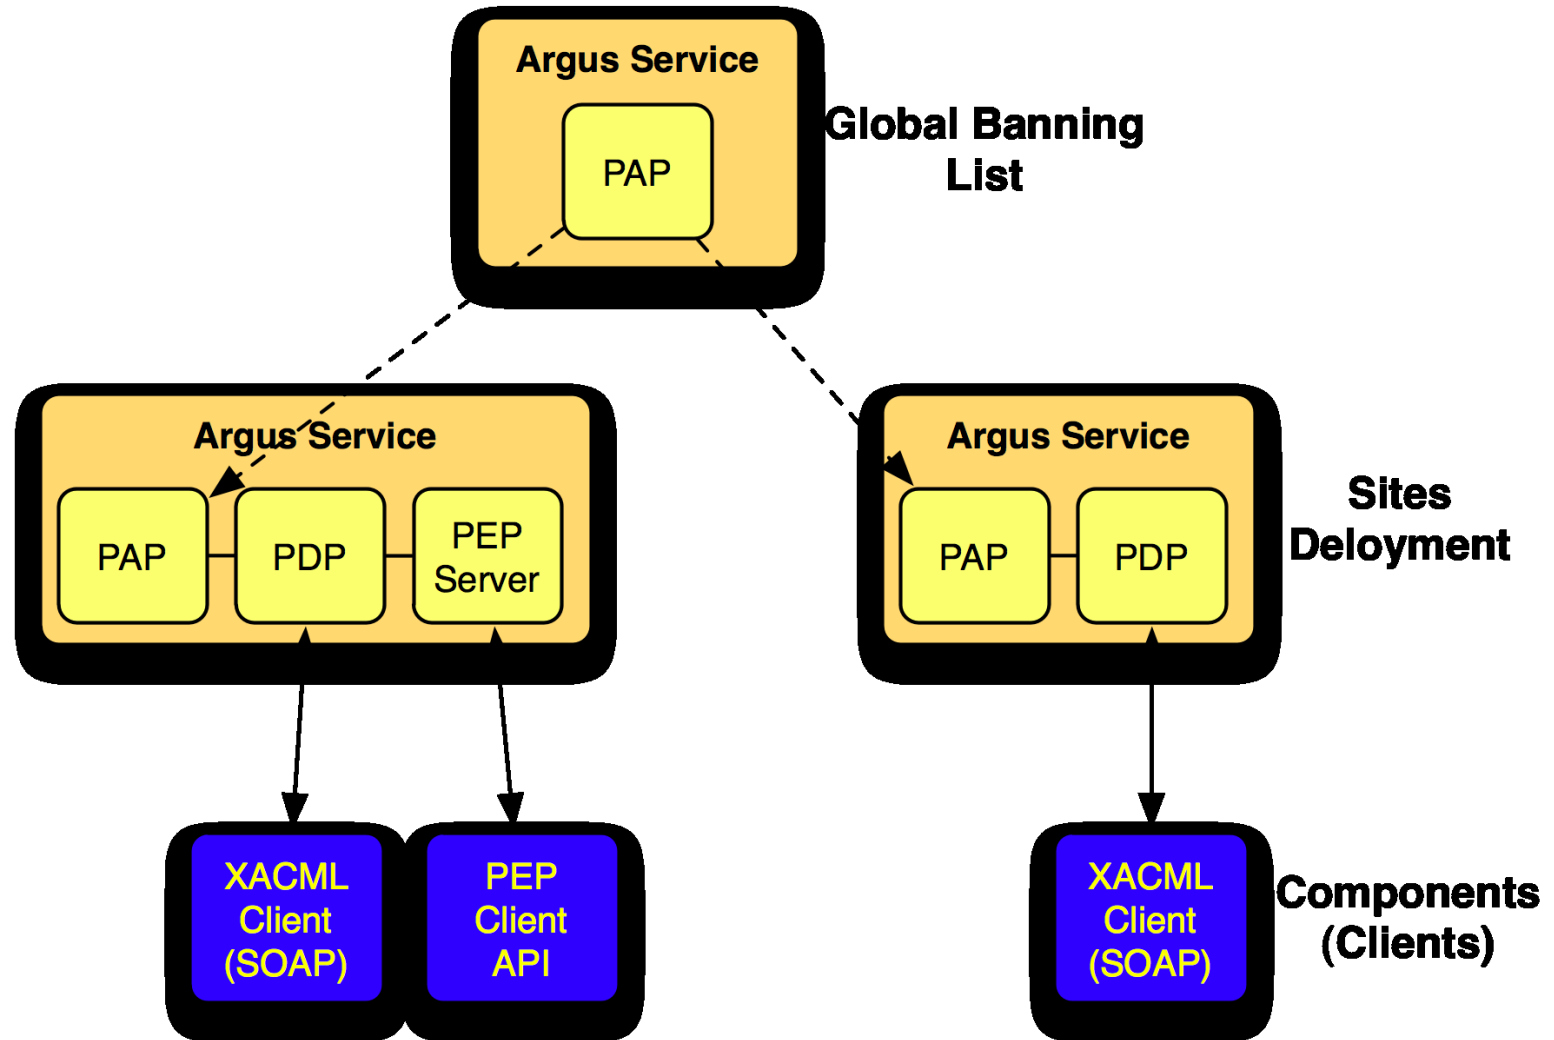 Argus Service
PAP
Global Banning
List
Argus Service
PAP
PDP
PEP
Server
Argus Service
PAP
PDP
Sites
Deloyment
XACML
Client
(SOAP)
PEP
Client
API
XACML
Client
(SOAP)
Components
(Clients)